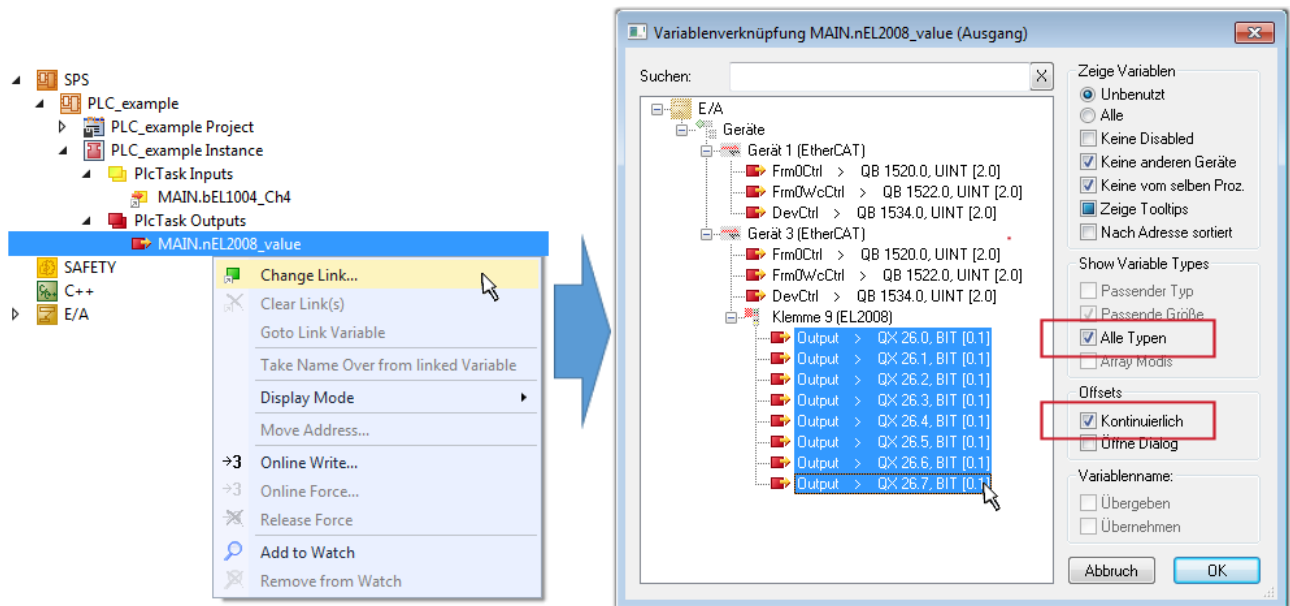 SPS
PLC_example
PLC_example Project
PLC_example Instance
PlcTask Inputs
MAIN.bEL1004_Ch4
PlcTask Outputs
MAIN.nEL2008_value
SAFETY
C++
E/A
Change Link...
Clear Link(s)
Goto Link Variable
Take Name Over from linked Variable
Display Mode
Move Address...
→3 Online Write...
→3 Online Force...
Release Force
Add to Watch
Remove from Watch
Variablenverknüpfung MAIN.nEL2008_value (Ausgang)
Suchen:
X
E/A
Geräte
Gerät 1 (EtherCAT)
Frm0Ctrl > QB 1520.0, UINT [2.0]
Frm0WcCtrl > QB 1522.0, UINT [2.0]
DevCtrl > QB 1534.0, UINT [2.0]
Gerät 3 (EtherCAT)
Frm0Ctrl > QB 1520.0, UINT [2.0]
Frm0WcCtrl > QB 1522.0, UINT [2.0]
DevCtrl > QB 1534.0, UINT [2.0]
Klemme 9 (EL2008)
Output > QX 26.0, BIT [0.1]
Output > QX 26.1, BIT [0.1]
Output > QX 26.2, BIT [0.1]
Output > QX 26.3, BIT [0.1]
Output > QX 26.4, BIT [0.1]
Output > QX 26.5, BIT [0.1]
Output > QX 26.6, BIT [0.1]
Output > QX 26.7, BIT [0.1]
Zeige Variablen
Unbenutzt
Alle
Keine Disabled
Keine anderen Geräte
Keine vom selben Proz.
Zeige Tooltips
Nach Adresse sortiert
Show Variable Types
Passender Typ
Passende Größe
Alle Typen
Array Modis
Offsets
Kontinuierlich
Öffne Dialog
Variablenname:
Übergeben
Übernehmen
Abbruch
OK